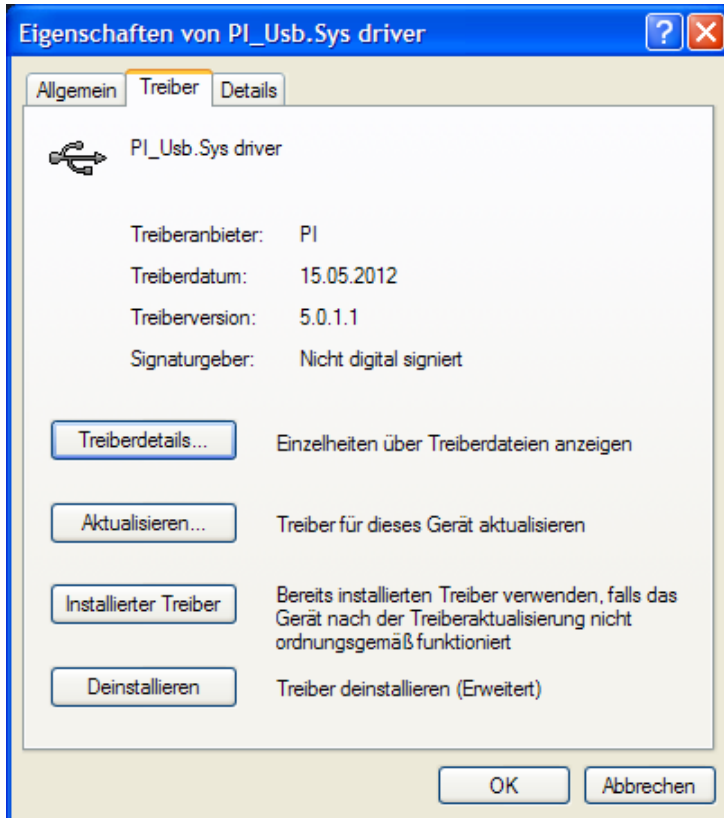 Eigenschaften von PI_Usb.Sys driver
Allgemein Treiber Details
PI_Usb.Sys driver
Treiberanbieter: PI
Treiberdatum: 15.05.2012
Treiberversion: 5.0.1.1
Signaturgeber: Nicht digital signiert
Treiberdetails... Einzelheiten über Treiberdateien anzeigen
Aktualisieren... Treiber für dieses Gerät aktualisieren
Installierter Treiber Bereits installierten Treiber verwenden, falls das
Gerät nach der Treiberaktualisierung nicht
ordnungsgemäß funktioniert
Deinstallieren Treiber deinstallieren (Erweitert)
OK Abbrechen